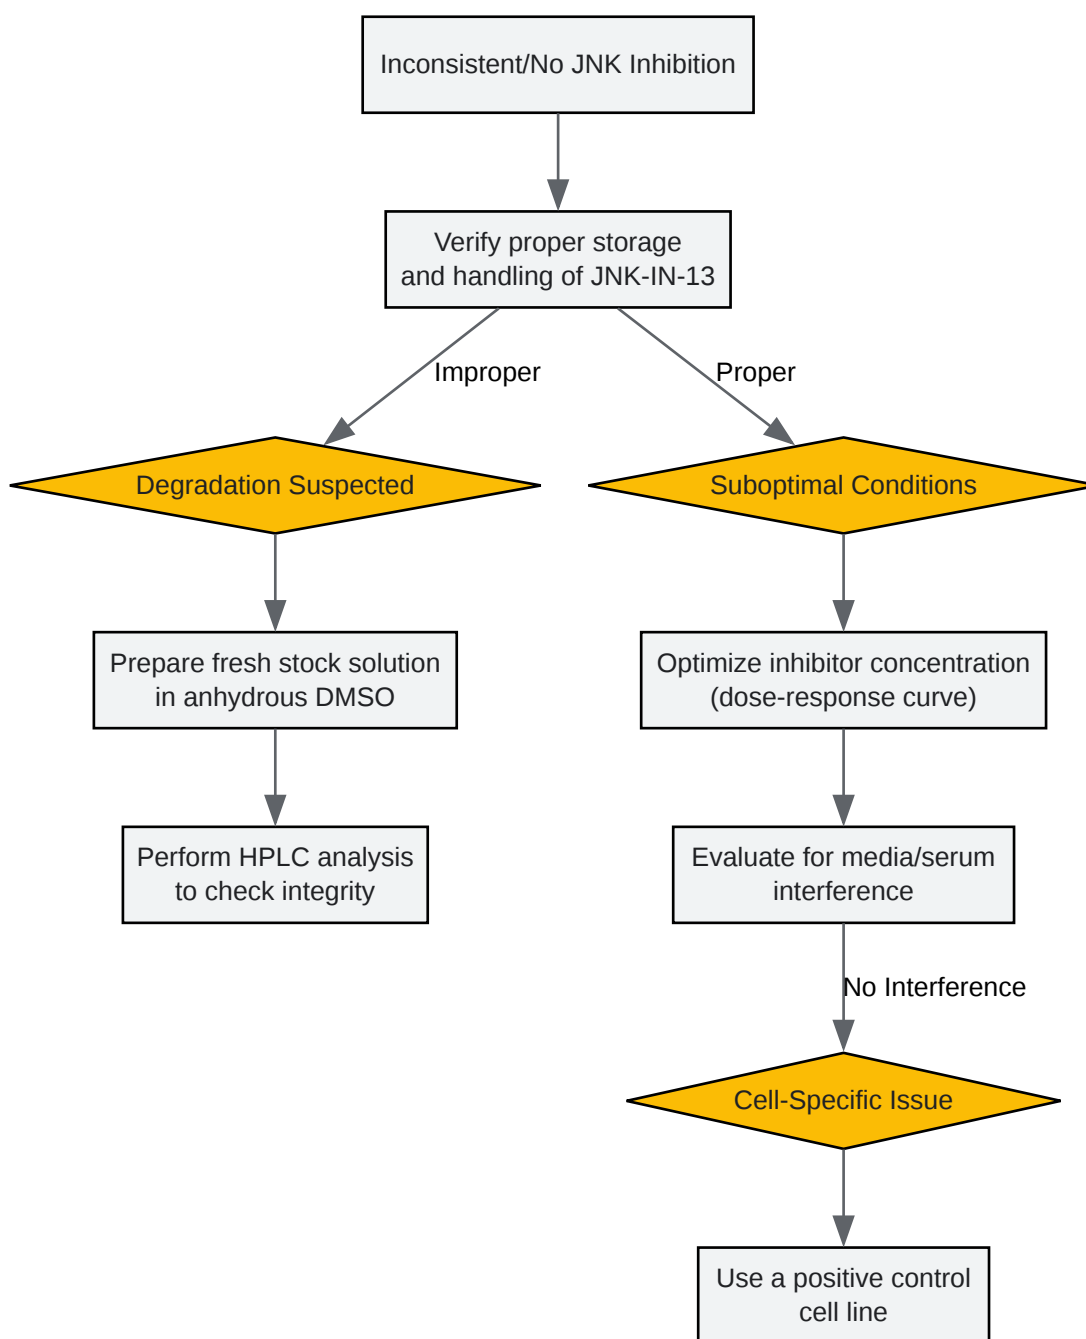 Inconsistent/No JNK Inhibition
Verify proper storage
and handling of JNK-IN-13
Improper
Proper
Degradation Suspected
Suboptimal Conditions
Prepare fresh stock solution
in anhydrous DMSO
Optimize inhibitor concentration
(dose-response curve)
Perform HPLC analysis
to check integrity
Evaluate for media/serum
interference
No Interference
Cell-Specific Issue
Use a positive control
cell line